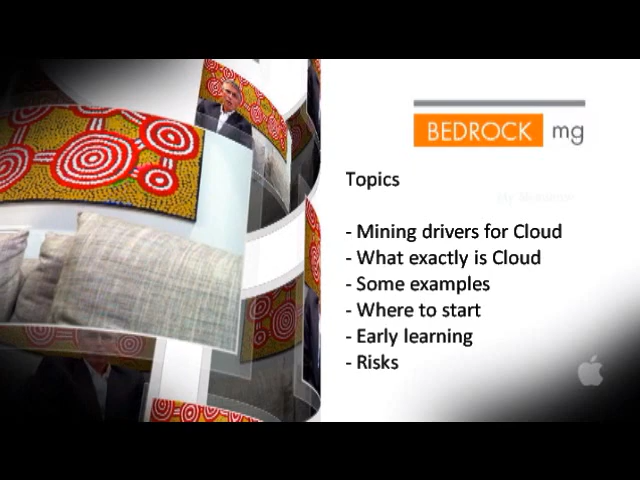 BEDROCK mg
Topics
- Mining drivers for Cloud
- What exactly is Cloud
- Some examples
- Where to start
- Early learning
- Risks